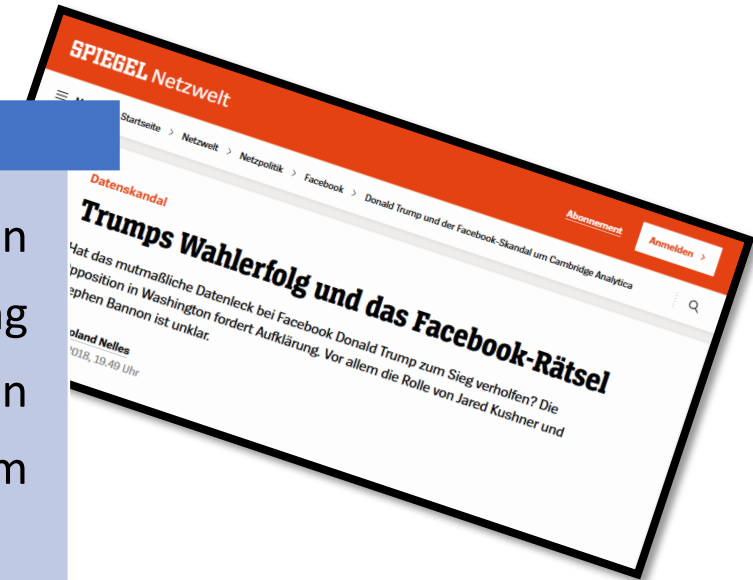 SPIEGEL Netzwelt
Abonnement
Anmelden >
Startseite > Netzwelt > Netzpolitik > Facebook > Donald Trump und der Facebook-Skandal um Cambridge Analytica
Datenskandal
Trumps Wahlerfolg und das Facebook-Rätsel
Hat das mutmaßliche Datenleck bei Facebook Donald Trump zum Sieg verholfen? Die
Opposition in Washington fordert Aufklärung. Vor allem die Rolle von Jared Kushner und
ephen Bannon ist unklar.
oland Nelles
2018, 19.49 Uhr
n
g
n
m